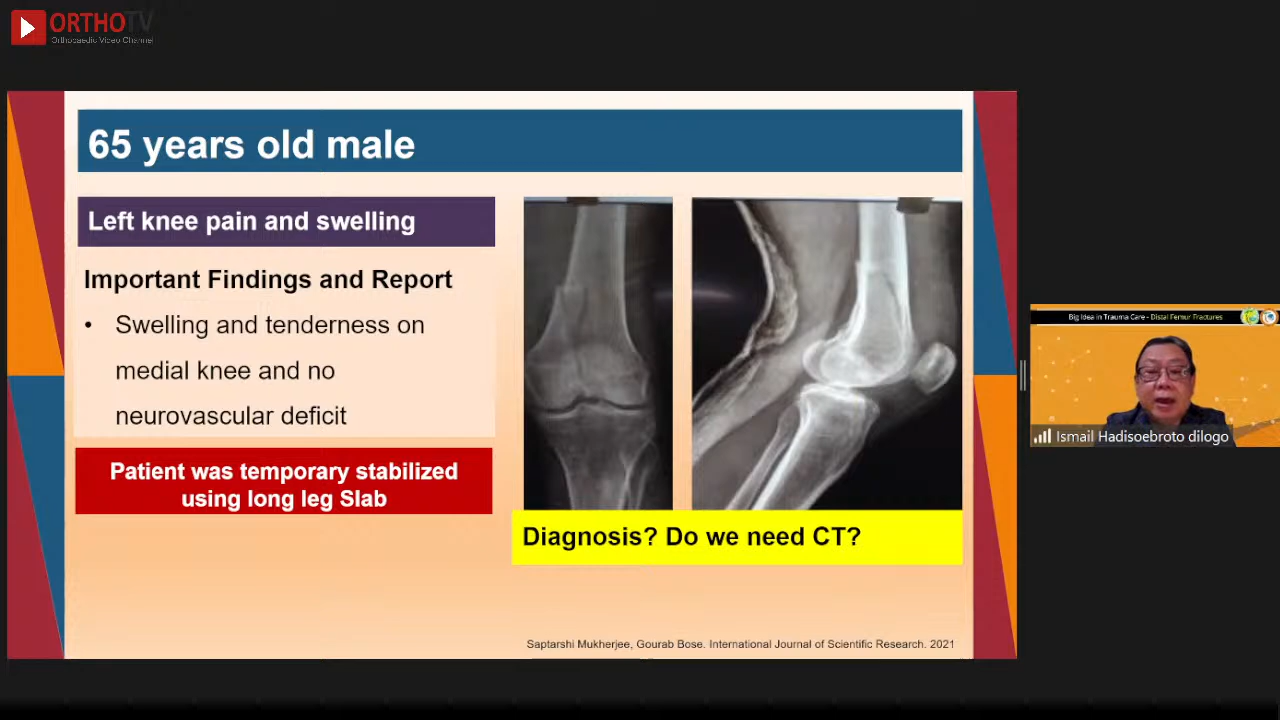 ORTHOTV
Orthopaedic Video Channel
65 years old male
Left knee pain and swelling
Important Findings and Report
• Swelling and tenderness on
medial knee and no
neurovascular deficit
Patient was temporary stabilized
using long leg Slab
Diagnosis? Do we need CT?
Saptarshi Mukherjee, Gourab Bose. International Journal of Scientific Research. 2021
Big Idea in Trauma Care - Distal Femur Fractures
Ismail Hadisoebroto dilogo